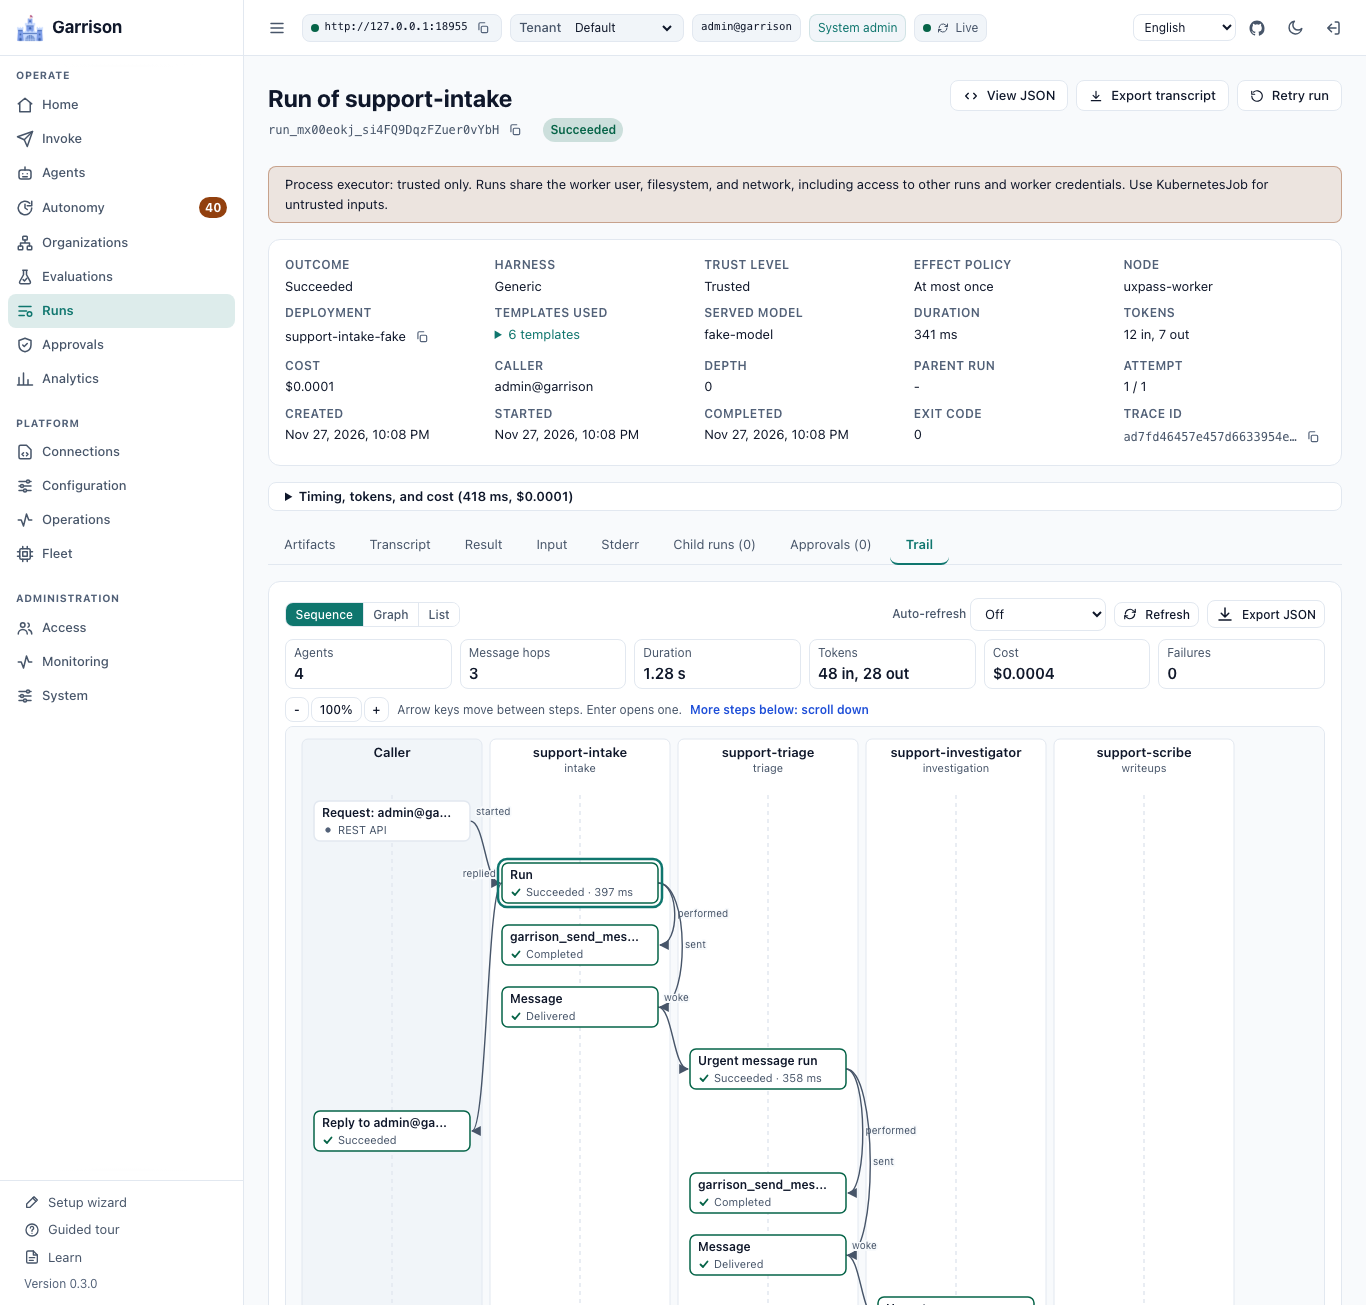 Garrison
OPERATE
Home
Invoke
Agents
Autonomy 40
Organizations
Evaluations
Runs
Approvals
Analytics
PLATFORM
Connections
Configuration
Operations
Fleet
ADMINISTRATION
Access
Monitoring
System
Setup wizard
Guided tour
Learn
Version 0.3.0
http://127.0.0.1:18955 Tenant Default admin@garrison System admin Live English
Run of support-intake View JSON Export transcript Retry run
run_mx00eokj_si4FQ9DqzFZuer0vYbH Succeeded
Process executor: trusted only. Runs share the worker user, filesystem, and network, including access to other runs and worker credentials. Use KubernetesJob for
untrusted inputs.
OUTCOME HARNESS TRUST LEVEL EFFECT POLICY NODE
Succeeded Generic Trusted At most once uxpass-worker
DEPLOYMENT TEMPLATES USED SERVED MODEL DURATION TOKENS
support-intake-fake 6 templates fake-model 341 ms 12 in, 7 out
COST CALLER DEPTH PARENT RUN ATTEMPT
$0.0001 admin@garrison 0 - 1 / 1
CREATED STARTED COMPLETED EXIT CODE TRACE ID
Nov 27, 2026, 10:08 PM Nov 27, 2026, 10:08 PM Nov 27, 2026, 10:08 PM 0 ad7fd46457e457d6633954e…
Timing, tokens, and cost (418 ms, $0.0001)
Artifacts Transcript Result Input Stderr Child runs (0) Approvals (0) Trail
Sequence Graph List Auto-refresh Off Refresh Export JSON
Agents Message hops Duration Tokens Cost Failures
4 3 1.28 s 48 in, 28 out $0.0004 0
- 100% + Arrow keys move between steps. Enter opens one. More steps below: scroll down
Caller support-intake support-triage support-investigator support-scribe
intake triage investigation writeups
Request: admin@ga... started
REST API
replied Run
Succeeded · 397 ms
performed
garrison_send_mes...
sent
Completed
Message woke
Delivered
Urgent message run
Succeeded · 358 ms
Reply to admin@ga...
performed
Succeeded
sent
garrison_send_mes...
Completed
Message woke
Delivered